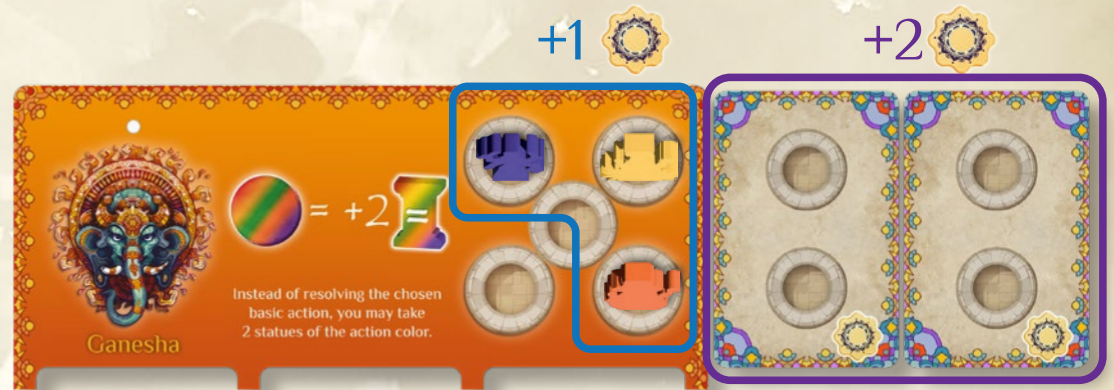 +1
+2
= +2
=
Instead of resolving the chosen
basic action, you may take
2 statues of the action color.
Ganesha